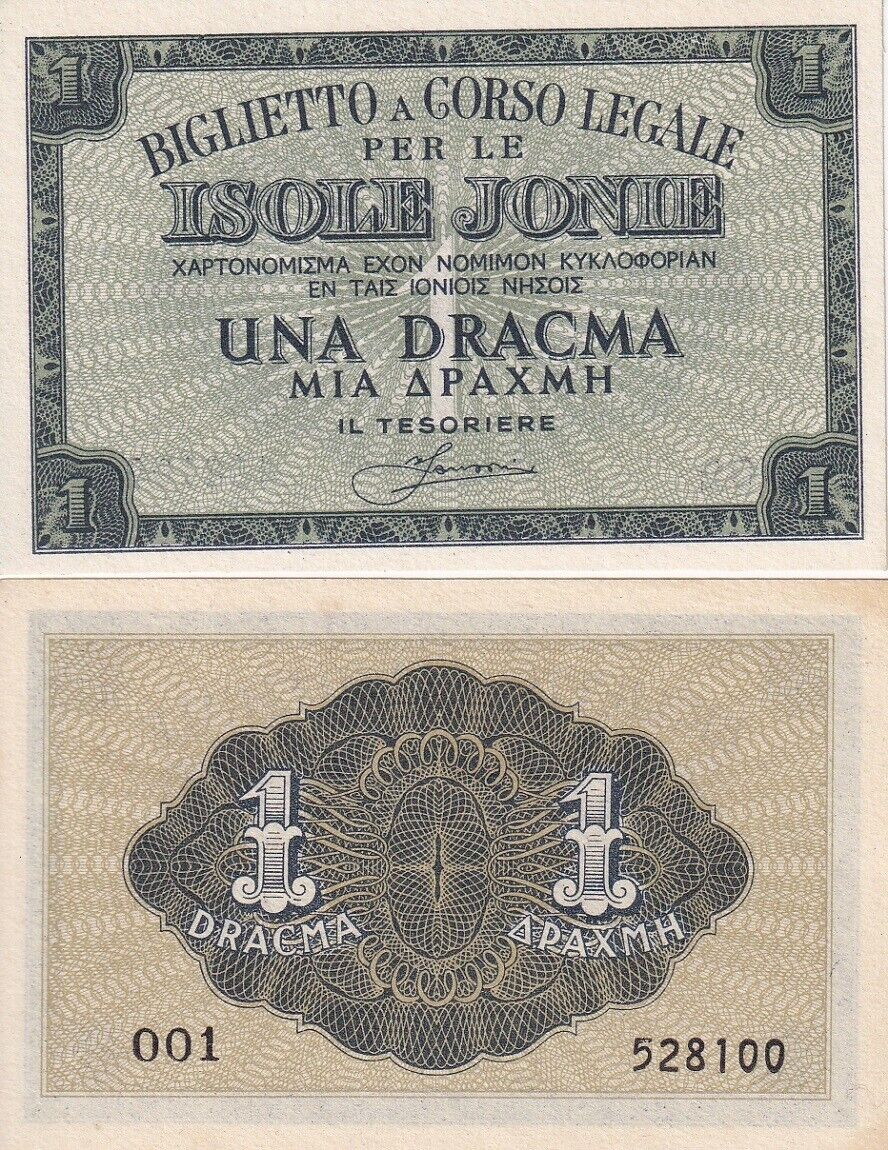 1 1
BIGLIETTO A CORSO LEGALE
PER LE
ISOLE JONIE
ΧΑΡΤΟΝΟΜΙΣΜΑ ΕΧΟΝ ΝΟΜΙΜΟΝ ΚΥΚΛΟΦΟΡΙΑΝ
ΕΝ ΤΑΙΣ ΙΟΝΙΟΙΣ ΝΗΣΟΙΣ
1
UNA DRACMA
ΜΙΑ ΔΡΑΧΜΗ
IL TESORIERE
1 1
1 1
DRACMA ΔΡΑΧΜΗ
001 528100